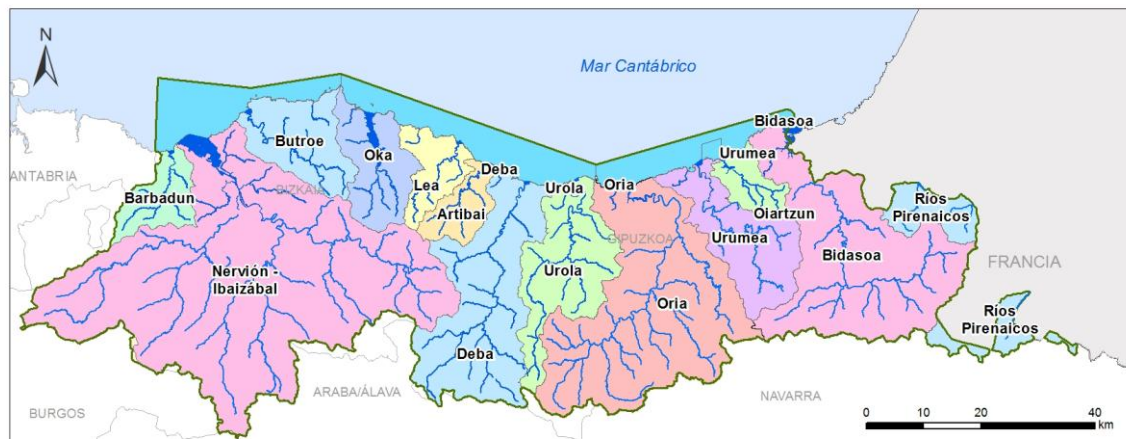 N
Mar Cantábrico
Bidasoa
Butroe
Oka
Urumea
Deba
ANTABRIA
BIZKAIA
Lea
Urola
Oria
Barbadun
Artibai
Oiartzun
Ríos
Pirenaicos
GIPUZKOA
Urumea
Bidasoa
FRANCIA
Nervión -
Ibaizábal
Urola
Oria
Ríos
Pirenaicos
Deba
ARABA/ÁLAVA
NAVARRA
BURGOS
0 10 20 40
km